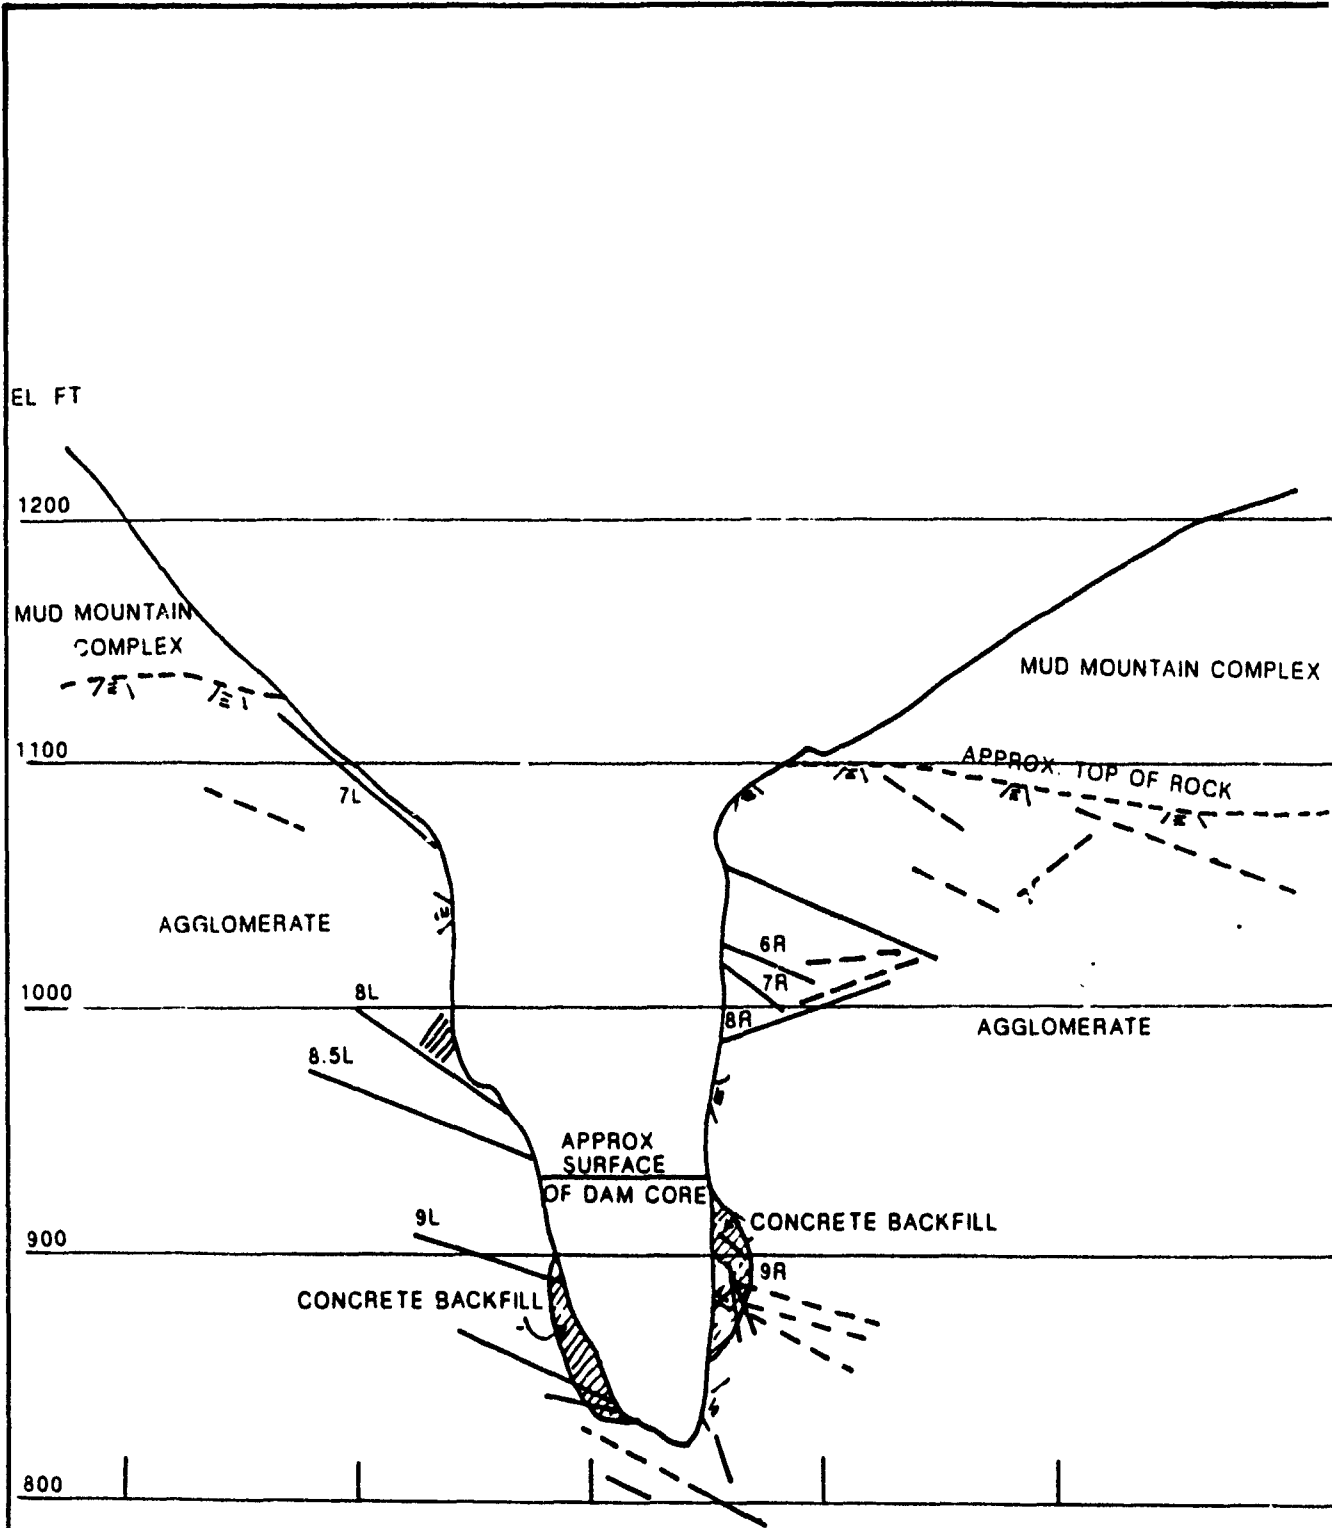 EL FT
1200
MUD MOUNTAIN
COMPLEX
MUD MOUNTAIN COMPLEX
1100
APPROX. TOP OF ROCK
7L
AGGLOMERATE
6R
7R
1000
8L
8R
AGGLOMERATE
8.5L
APPROX
SURFACE
OF DAM CORE
9L
CONCRETE BACKFILL
900
9R
CONCRETE BACKFILL
800